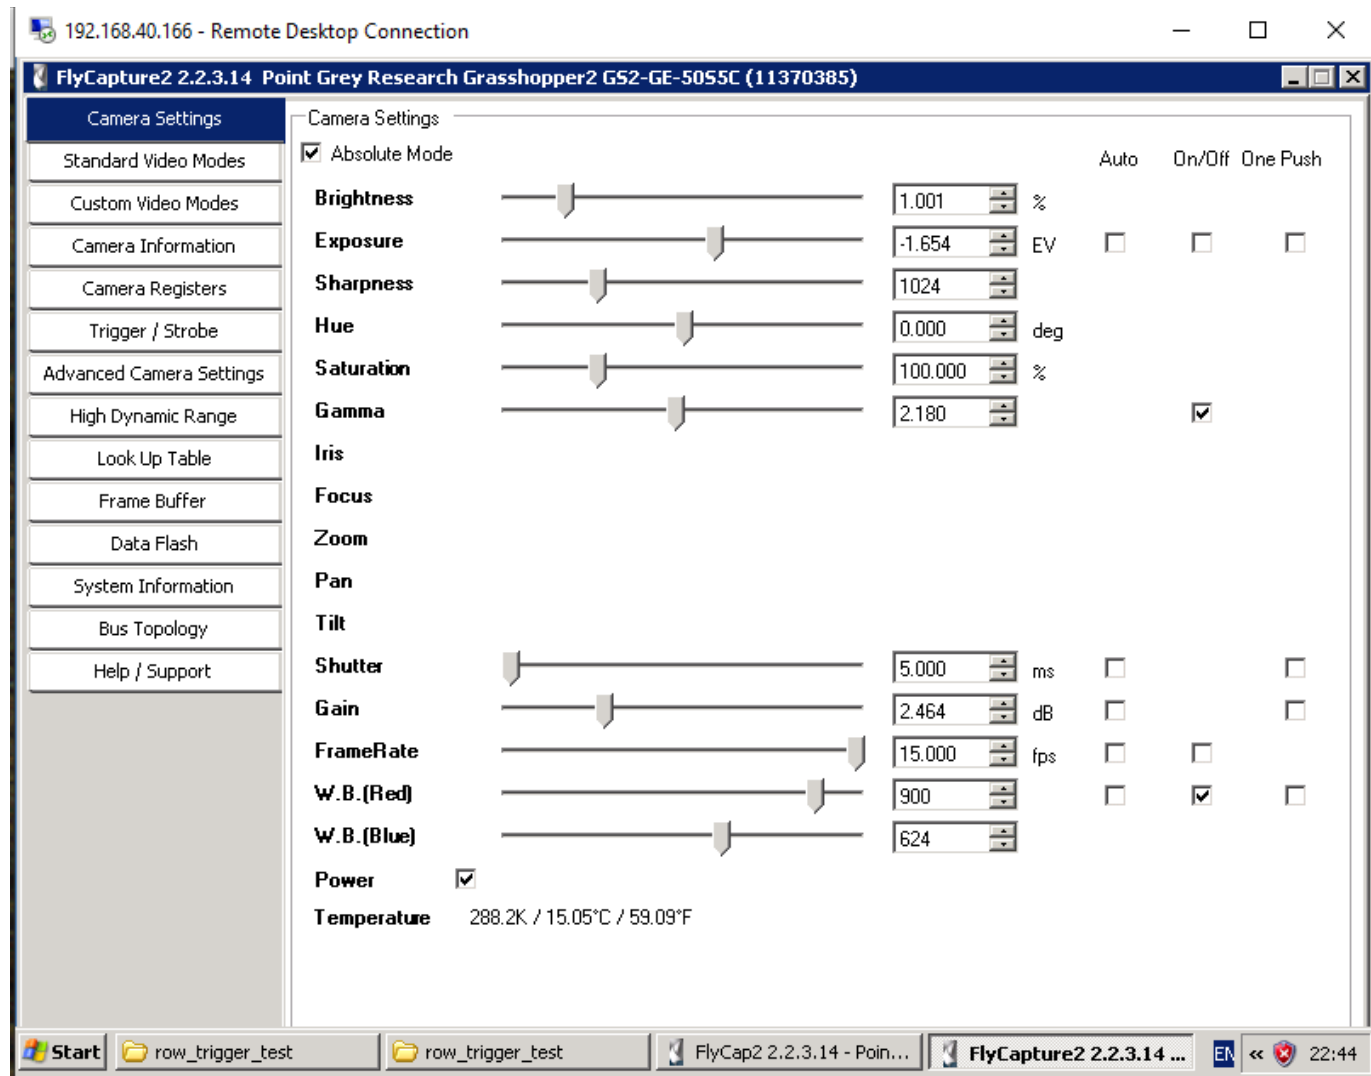 192.168.40.166 - Remote Desktop Connection
FlyCapture2 2.2.3.14 Point Grey Research Grasshopper2 GS2-GE-50S5C (11370385)
Camera Settings
Standard Video Modes
Custom Video Modes
Camera Information
Camera Registers
Trigger / Strobe
Advanced Camera Settings
High Dynamic Range
Look Up Table
Frame Buffer
Data Flash
System Information
Bus Topology
Help / Support
Camera Settings
Absolute Mode
Auto On/Off One Push
Brightness 1.001 %
Exposure -1.654 EV
Sharpness 1024
Hue 0.000 deg
Saturation 100.000 %
Gamma 2.180
Iris
Focus
Zoom
Pan
Tilt
Shutter 5.000 ms
Gain 2.464 dB
FrameRate 15.000 fps
W.B.(Red) 900
W.B.(Blue) 624
Power
Temperature 288.2K / 15.05°C / 59.09°F
Start row_trigger_test row_trigger_test FlyCap2 2.2.3.14 - Poin... FlyCapture2 2.2.3.14 ... EN « 22:44